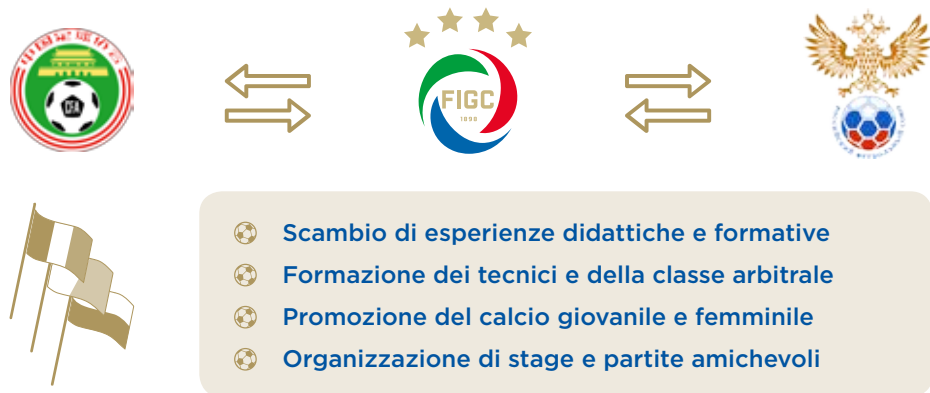 CFA
FIGC
1898
Scambio di esperienze didattiche e formative
Formazione dei tecnici e della classe arbitrale
Promozione del calcio giovanile e femminile
Organizzazione di stage e partite amichevoli